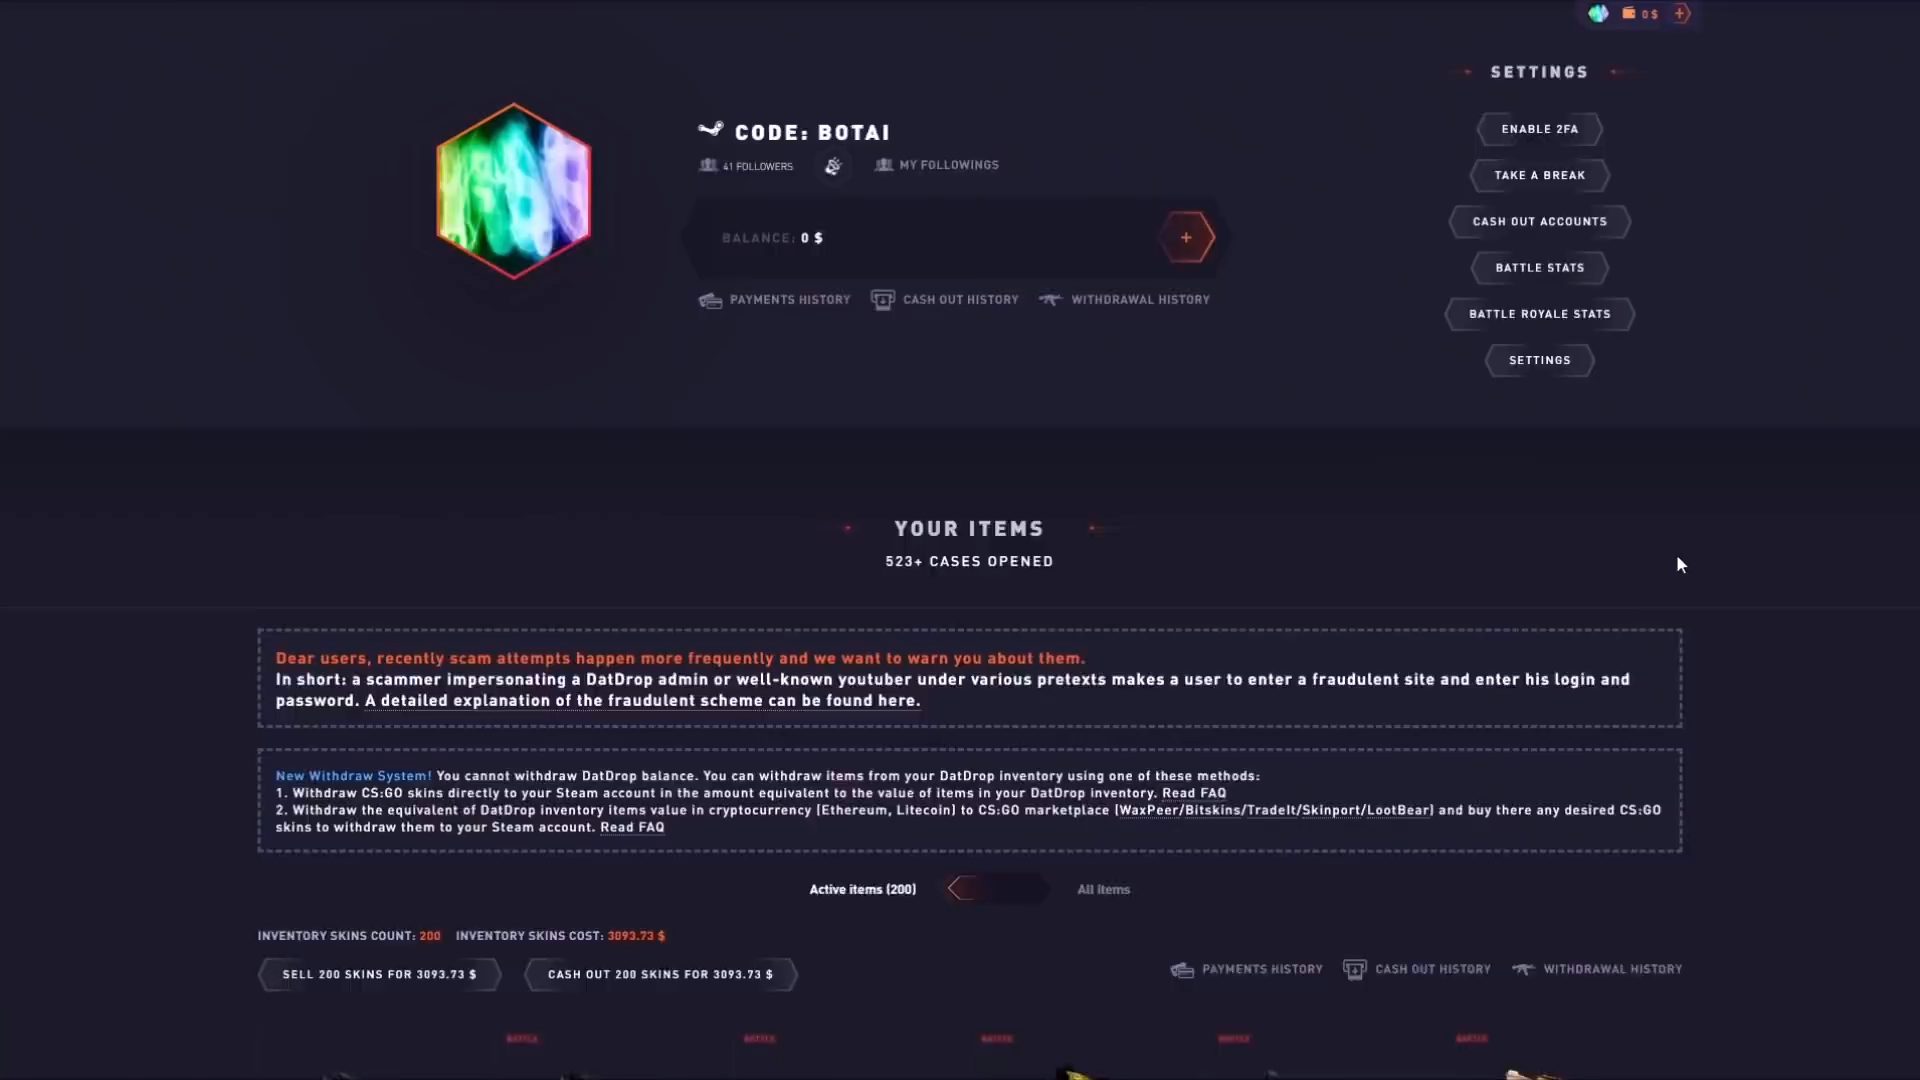 0 $
SETTINGS
CODE: BOTAI
ENABLE 2FA
41 FOLLOWERS
MY FOLLOWINGS
TAKE A BREAK
CASH OUT ACCOUNTS
BALANCE: 0 $
+
BATTLE STATS
PAYMENTS HISTORY
CASH OUT HISTORY
WITHDRAWAL HISTORY
BATTLE ROYALE STATS
SETTINGS
YOUR ITEMS
523+ CASES OPENED
Dear users, recently scam attempts happen more frequently and we want to warn you about them.
In short: a scammer impersonating a DatDrop admin or well-known youtuber under various pretexts makes a user to enter a fraudulent site and enter his login and
password. A detailed explanation of the fraudulent scheme can be found here.
New Withdraw System! You cannot withdraw DatDrop balance. You can withdraw items from your DatDrop inventory using one of these methods:
1. Withdraw CS:GO skins directly to your Steam account in the amount equivalent to the value of items in your DatDrop inventory. Read FAQ
2. Withdraw the equivalent of DatDrop inventory items value in cryptocurrency (Ethereum, Litecoin) to CS:GO marketplace (WaxPeer/Bitskins/TradeIt/Skinport/LootBear) and buy there any desired CS:GO
skins to withdraw them to your Steam account. Read FAQ
Active items (200)
All items
INVENTORY SKINS COUNT: 200 INVENTORY SKINS COST: 3093.73 $
SELL 200 SKINS FOR 3093.73 $
CASH OUT 200 SKINS FOR 3093.73 $
PAYMENTS HISTORY
CASH OUT HISTORY
WITHDRAWAL HISTORY
BATTLE
BATTLE
BATTLE
BATTLE
BATTLE